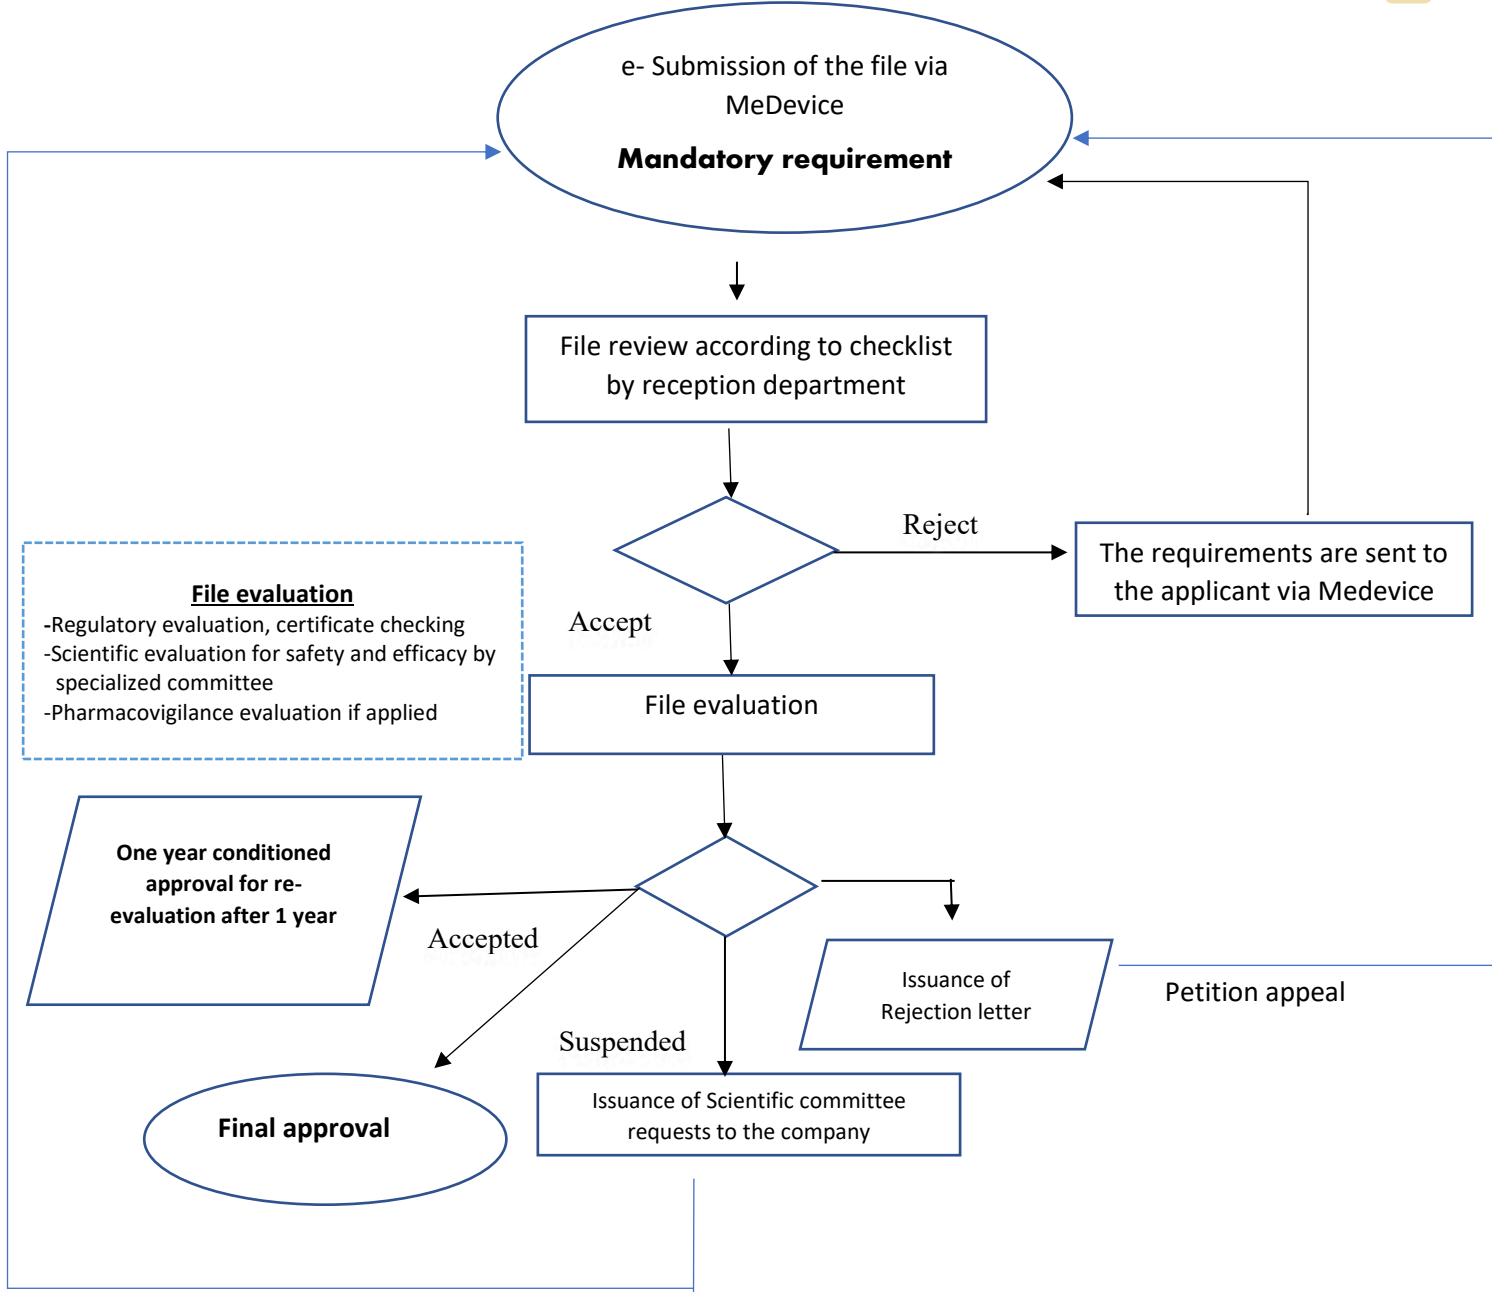 e- Submission of the file via
MeDevice
Mandatory requirement
File review according to checklist
by reception department
Reject
The requirements are sent to
the applicant via Medevice
Accept
File evaluation
-Regulatory evaluation, certificate checking
-Scientific evaluation for safety and efficacy by
specialized committee
-Pharmacovigilance evaluation if applied
File evaluation
One year conditioned
approval for re-
evaluation after 1 year
Accepted
Issuance of
Rejection letter
Petition appeal
Suspended
Issuance of Scientific committee
requests to the company
Final approval